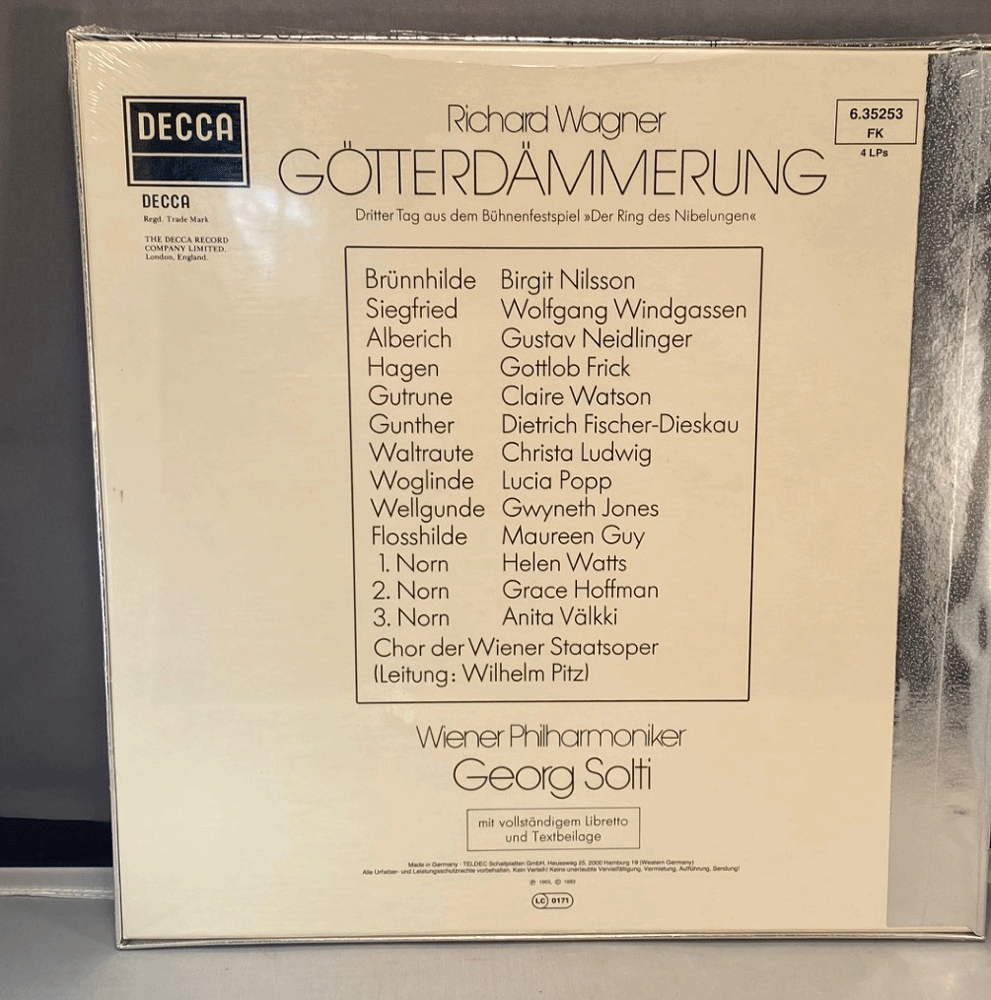 DECCA
DECCA
Regd. Trade Mark
THE DECCA RECORD
COMPANY LIMITED,
London, England.
Richard Wagner
GÖTTERDÄMMERUNG
Dritter Tag aus dem Bühnenfestspiel »Der Ring des Nibelungen«
6.35253
FK
4 LPs
Brünnhilde Birgit Nilsson
Siegfried Wolfgang Windgassen
Alberich Gustav Neidlinger
Hagen Gottlob Frick
Gutrune Claire Watson
Gunther Dietrich Fischer-Dieskau
Waltraute Christa Ludwig
Woglinde Lucia Popp
Wellgunde Gwyneth Jones
Flosshilde Maureen Guy
1. Norn Helen Watts
2. Norn Grace Hoffman
3. Norn Anita Välkki
Chor der Wiener Staatsoper
(Leitung: Wilhelm Pitz)
Wiener Philharmoniker
Georg Solti
mit vollständigem Libretto
und Textbeilage
Made in Germany · TELDEC Schallplatten GmbH, Heussweg 25, 2000 Hamburg 19 (Western Germany)
Alle Urheber- und Leistungsschutzrechte vorbehalten. Kein Verleih! Keine unerlaubte Vervielfältigung, Vermietung, Aufführung, Sendung!
LC 0171